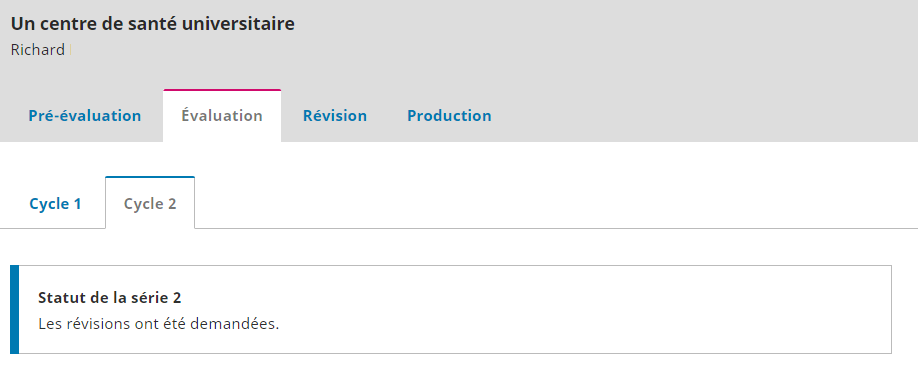 Un centre de santé universitaire
Richard
Pré-évaluation Évaluation Révision Production
Cycle 1 Cycle 2
Statut de la série 2
Les révisions ont été demandées.